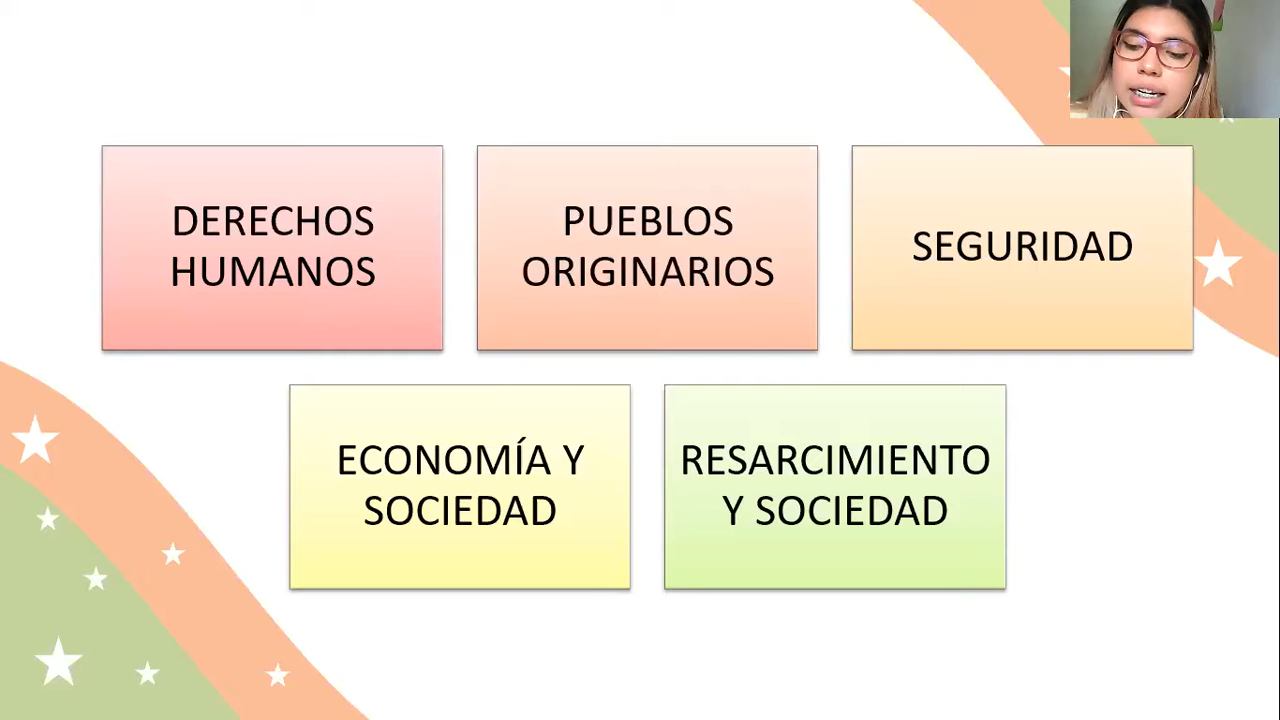 DERECHOS
HUMANOS
PUEBLOS
ORIGINARIOS
SEGURIDAD
ECONOMÍA Y
SOCIEDAD
RESARCIMIENTO
Y SOCIEDAD